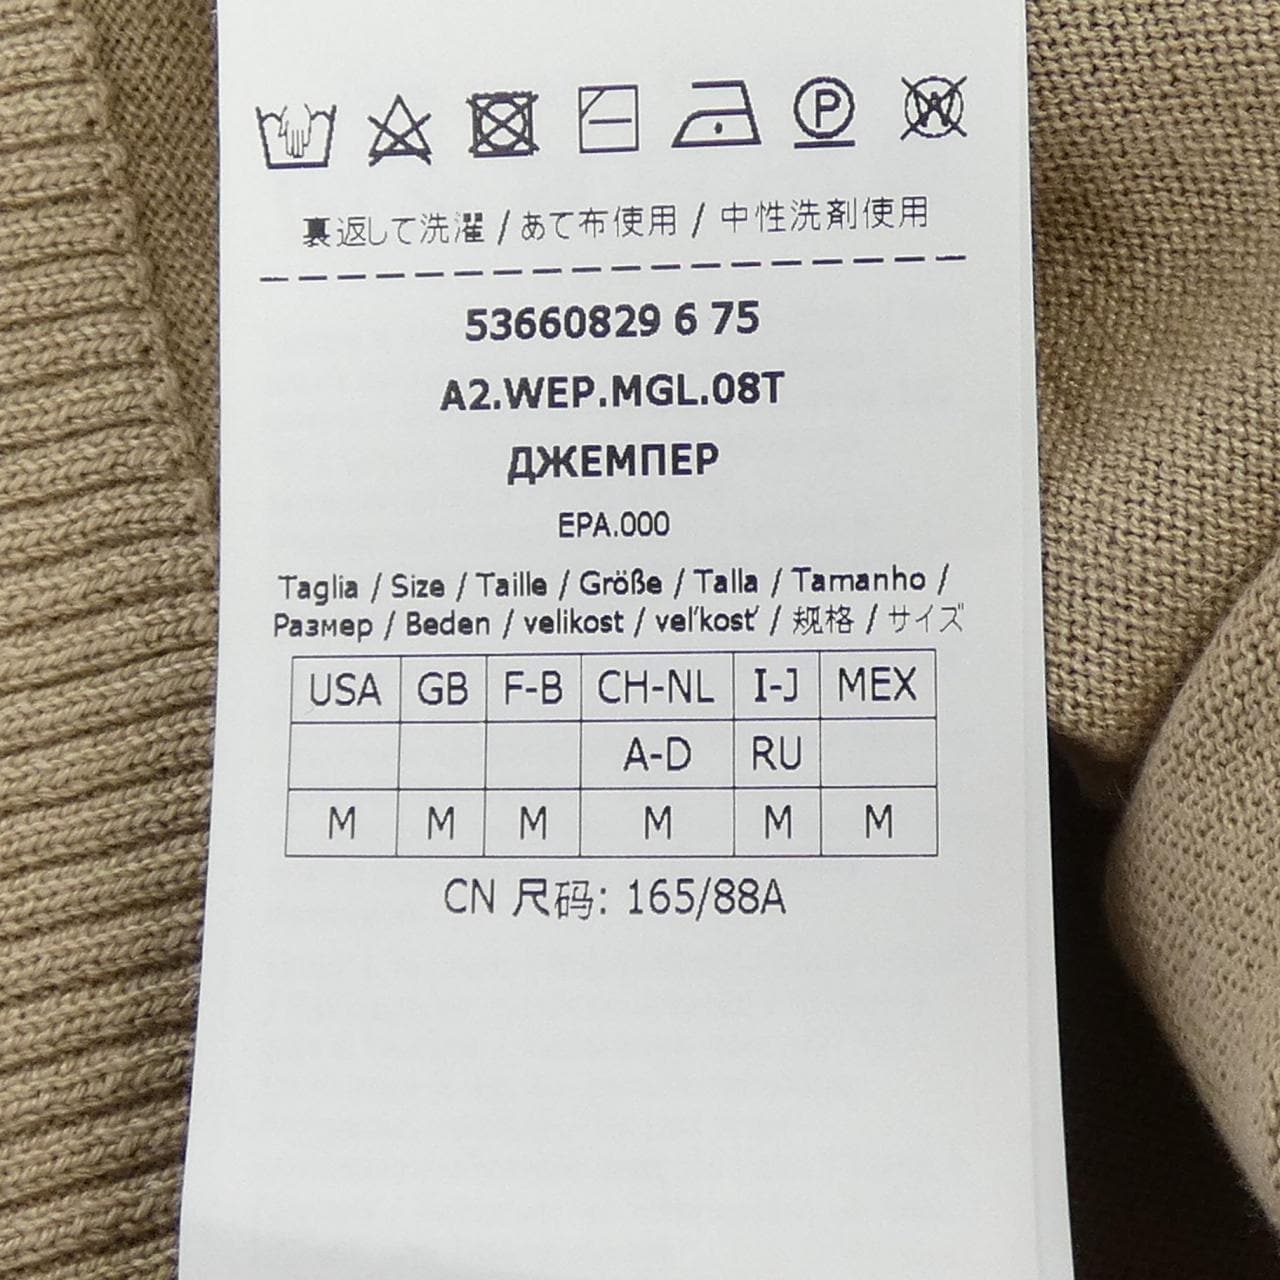 P W
裏返して洗濯 / あて布使用 / 中性洗剤使用
53660829 6 75
A2.WEP.MGL.08T
ДЖЕМПЕР
EPA.000
Taglia / Size / Taille / Größe / Talla / Tamanho /
Размер / Beden / velikost / veľkosť / 规格 / サイズ
USA GB F-B CH-NL I-J MEX
A-D RU
M M M M M M
CN 尺码: 165/88A